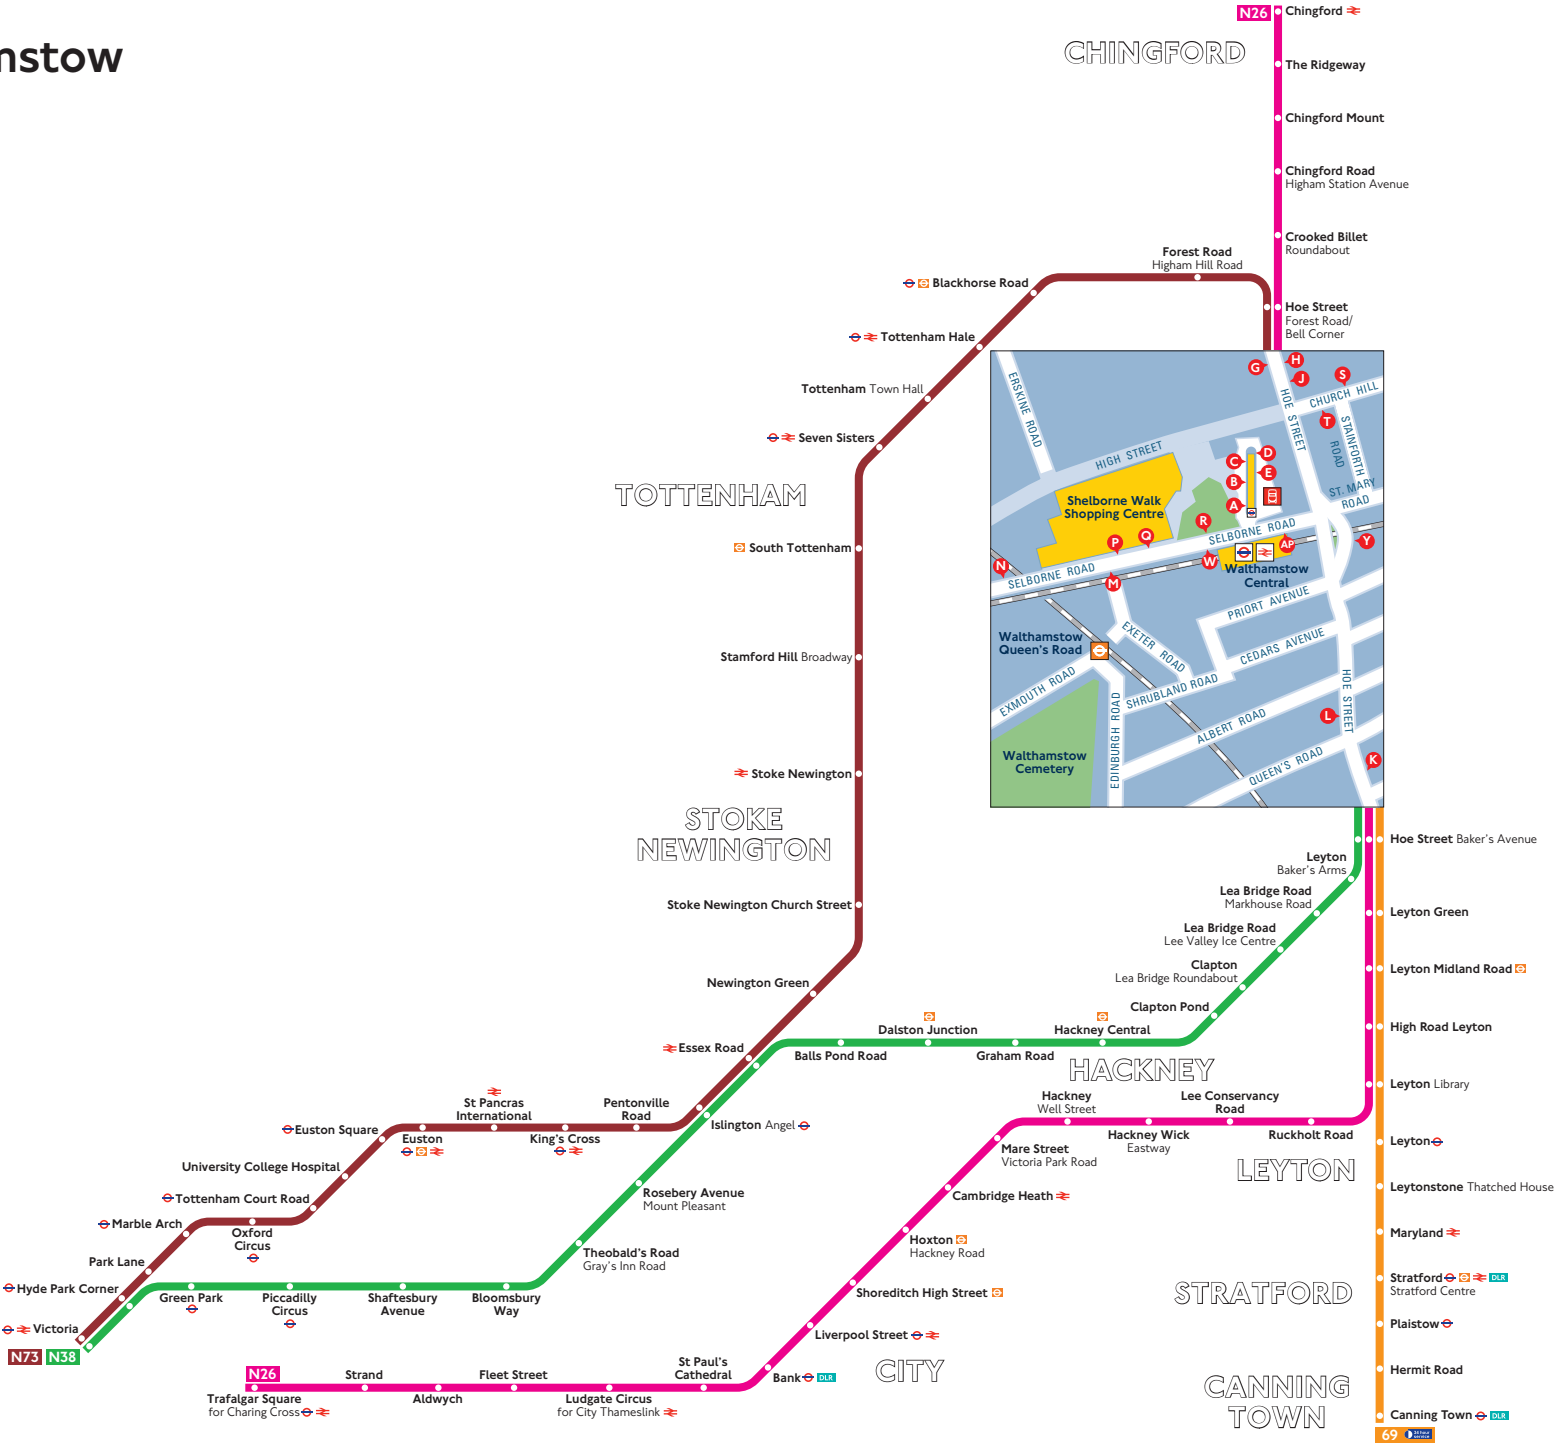 mstow
N26
Chingford
CHINGFORD
The Ridgeway
Chingford Mount
Chingford Road
Higham Station Avenue
Crooked Billet
Roundabout
Forest Road
Higham Hill Road
Blackhorse Road
Hoe Street
Forest Road/
Bell Corner
Tottenham Hale
Tottenham Town Hall
Seven Sisters
TOTTENHAM
South Tottenham
Stamford Hill Broadway
Stoke Newington
STOKE
NEWINGTON
Stoke Newington Church Street
Newington Green
Essex Road
G
H
J
S
ERSKINE ROAD
HOE STREET
CHURCH HILL
T
STAINFORTH
ROAD
HIGH STREET
C
D
E
B
A
ST. MARY
ROAD
Shelborne Walk
Shopping Centre
R
SELBORNE ROAD
P
Q
AP
Y
W
N
SELBORNE ROAD
M
Walthamstow
Central
PRIORT AVENUE
Walthamstow
Queen's Road
EXETER ROAD
CEDARS AVENUE
EXMOUTH ROAD
SHRUBLAND ROAD
HOE STREET
EDINBURGH ROAD
ALBERT ROAD
L
Walthamstow
Cemetery
QUEEN'S ROAD
K
Hoe Street Baker's Avenue
Leyton
Baker's Arms
Lea Bridge Road
Markhouse Road
Leyton Green
Lea Bridge Road
Lee Valley Ice Centre
Clapton
Lea Bridge Roundabout
Leyton Midland Road
Clapton Pond
Dalston Junction
Hackney Central
High Road Leyton
Balls Pond Road
Graham Road
HACKNEY
Leyton Library
St Pancras
International
Pentonville
Road
Euston Square
Euston
King's Cross
Islington Angel
Hackney
Well Street
Lee Conservancy
Road
Hackney Wick
Eastway
Ruckholt Road
Leyton
Mare Street
Victoria Park Road
LEYTON
University College Hospital
Tottenham Court Road
Rosebery Avenue
Mount Pleasant
Cambridge Heath
Leytonstone Thatched House
Marble Arch
Oxford
Circus
Hoxton
Hackney Road
Maryland
Park Lane
Theobald's Road
Gray's Inn Road
Hyde Park Corner
Green Park
Piccadilly
Circus
Shaftesbury
Avenue
Bloomsbury
Way
Shoreditch High Street
STRATFORD
Stratford DLR
Stratford Centre
Victoria
N73 N38
Liverpool Street
Plaistow
N26
Trafalgar Square
for Charing Cross
Strand
Aldwych
Fleet Street
Ludgate Circus
for City Thameslink
St Paul's
Cathedral
Bank DLR
CITY
Hermit Road
CANNING
TOWN
Canning Town DLR
69 24 hour
service